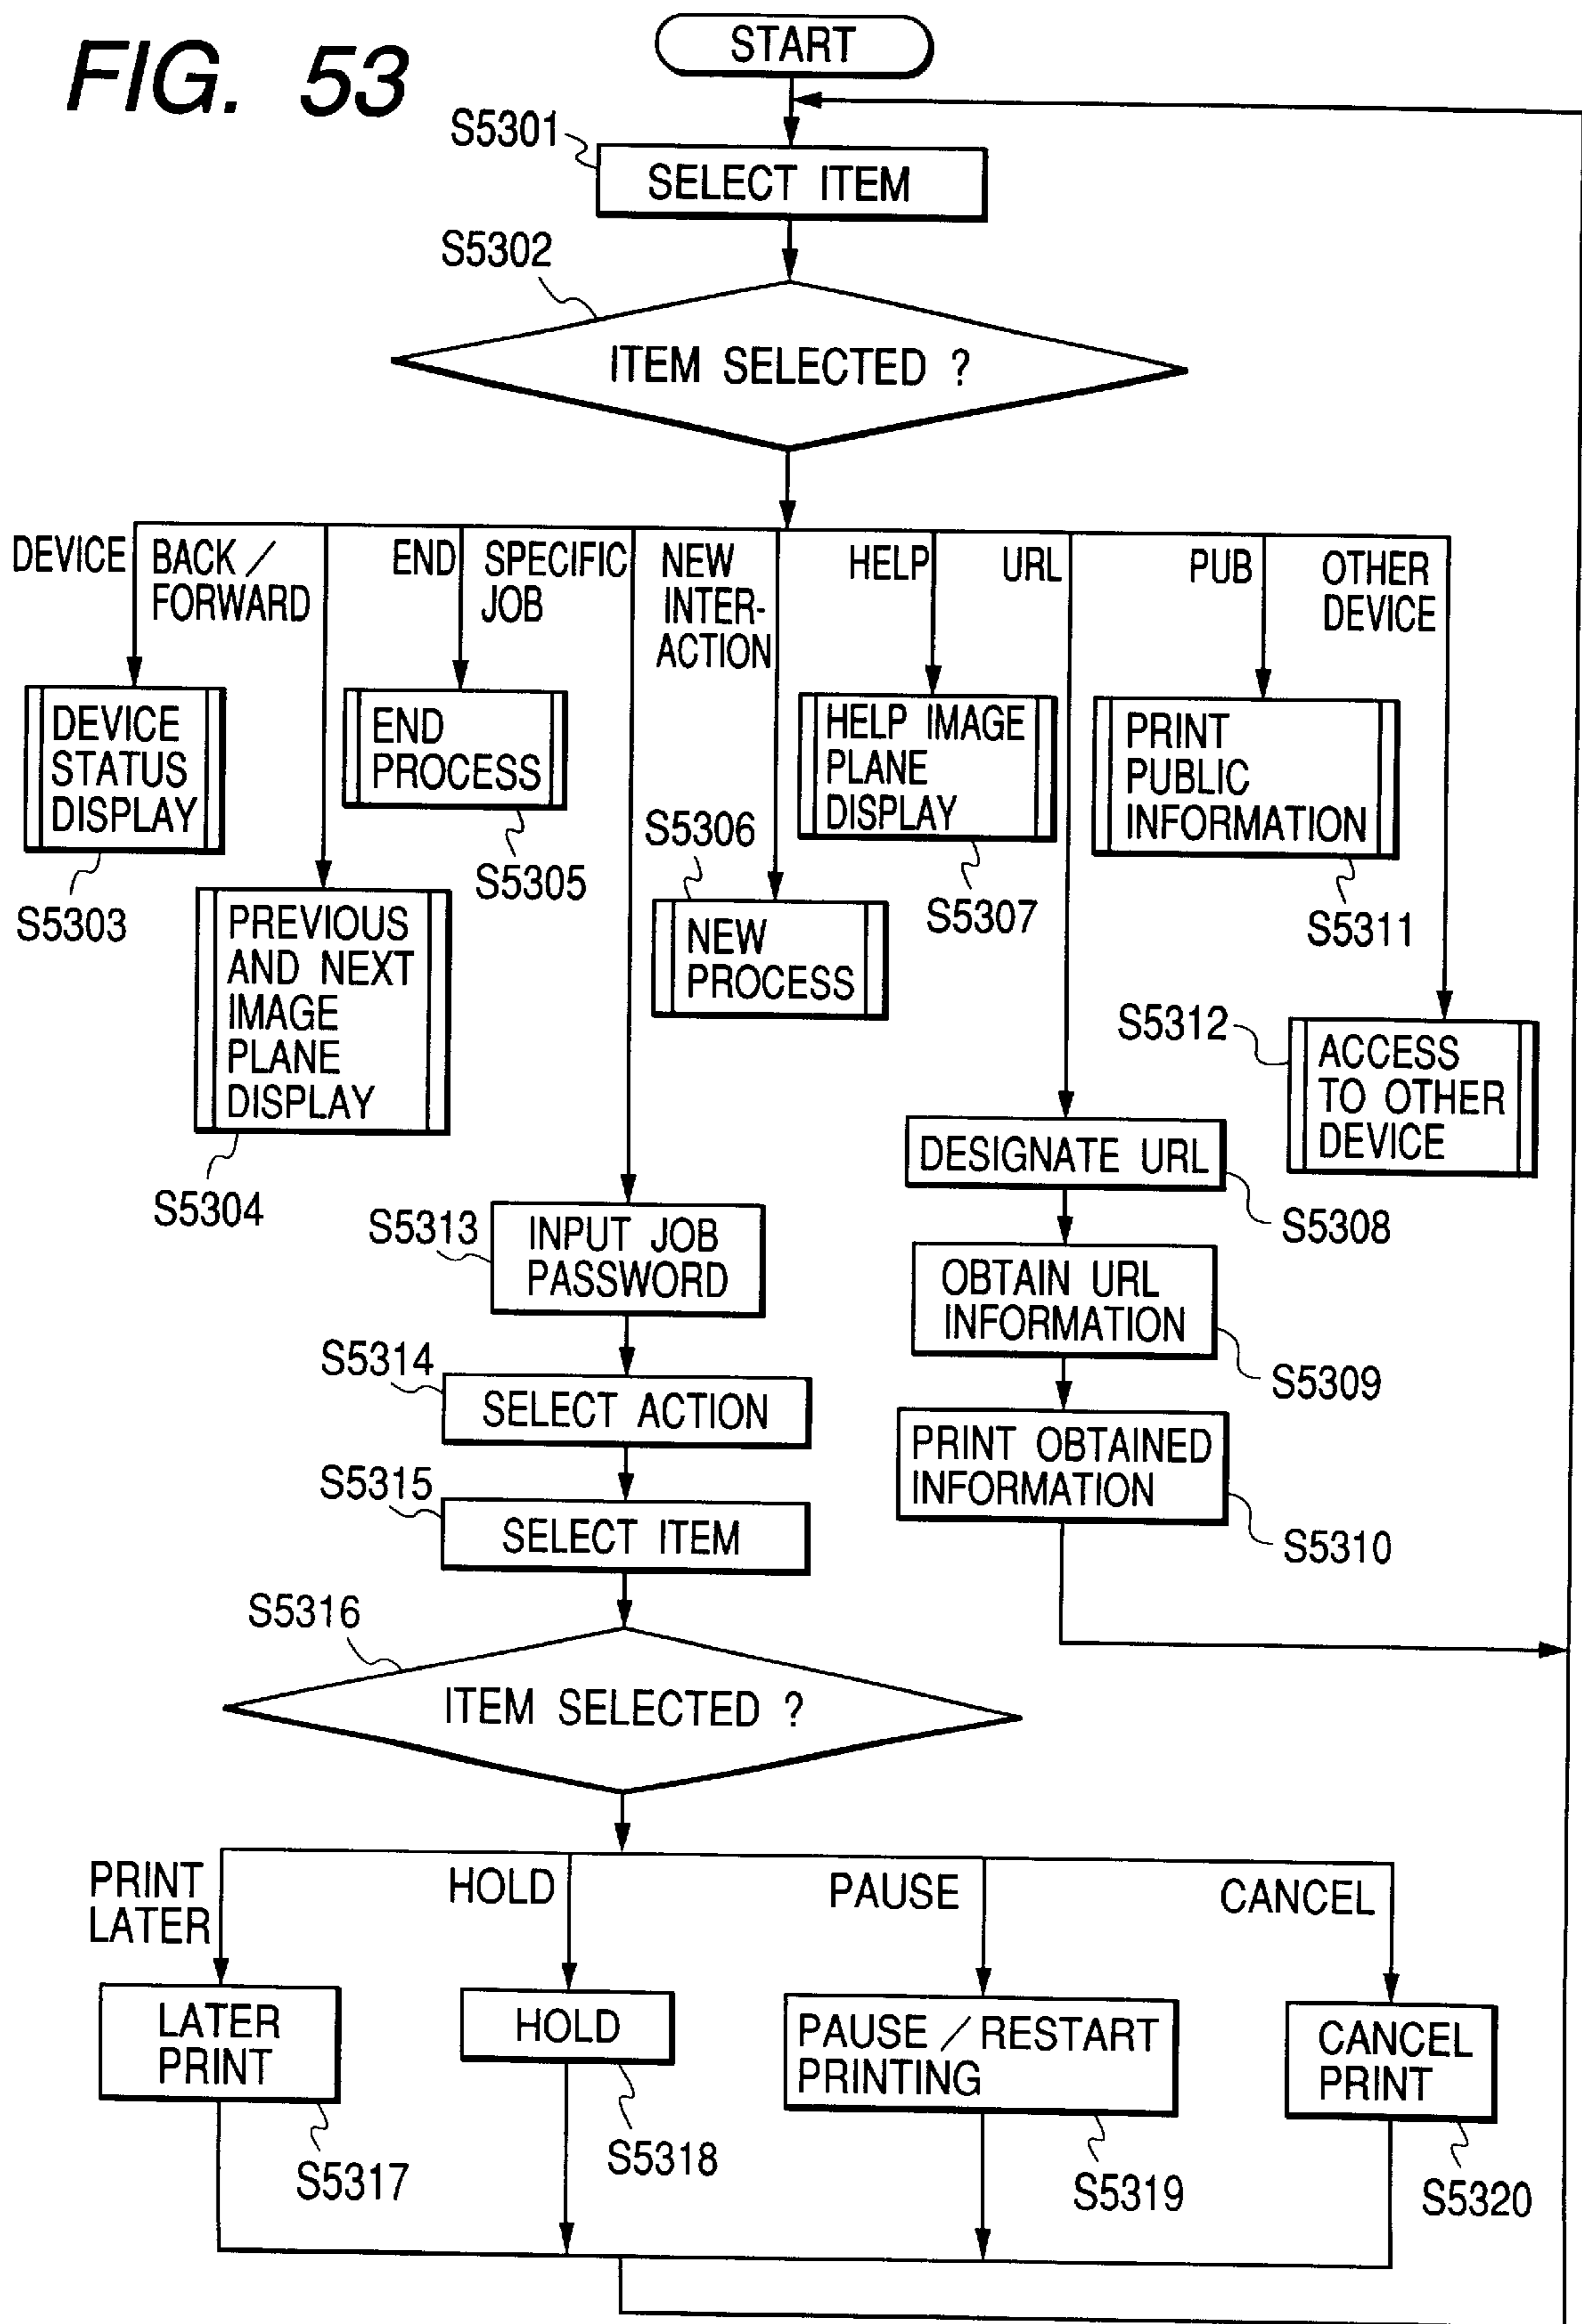 FIG. 53
START
S5301
SELECT ITEM
S5302
ITEM SELECTED ?
DEVICE
BACK /
FORWARD
END
SPECIFIC
JOB
NEW
INTER-
ACTION
HELP
URL
PUB
OTHER
DEVICE
DEVICE
STATUS
DISPLAY
S5303
PREVIOUS
AND NEXT
IMAGE
PLANE
DISPLAY
S5304
END
PROCESS
S5305
S5306
NEW
PROCESS
HELP IMAGE
PLANE
DISPLAY
S5307
PRINT
PUBLIC
INFORMATION
S5311
S5312
ACCESS
TO OTHER
DEVICE
DESIGNATE URL
S5308
OBTAIN URL
INFORMATION
S5309
PRINT OBTAINED
INFORMATION
S5310
S5313
INPUT JOB
PASSWORD
S5314
SELECT ACTION
S5315
SELECT ITEM
S5316
ITEM SELECTED ?
PRINT
LATER
HOLD
PAUSE
CANCEL
LATER
PRINT
S5317
HOLD
S5318
PAUSE / RESTART
PRINTING
S5319
CANCEL
PRINT
S5320